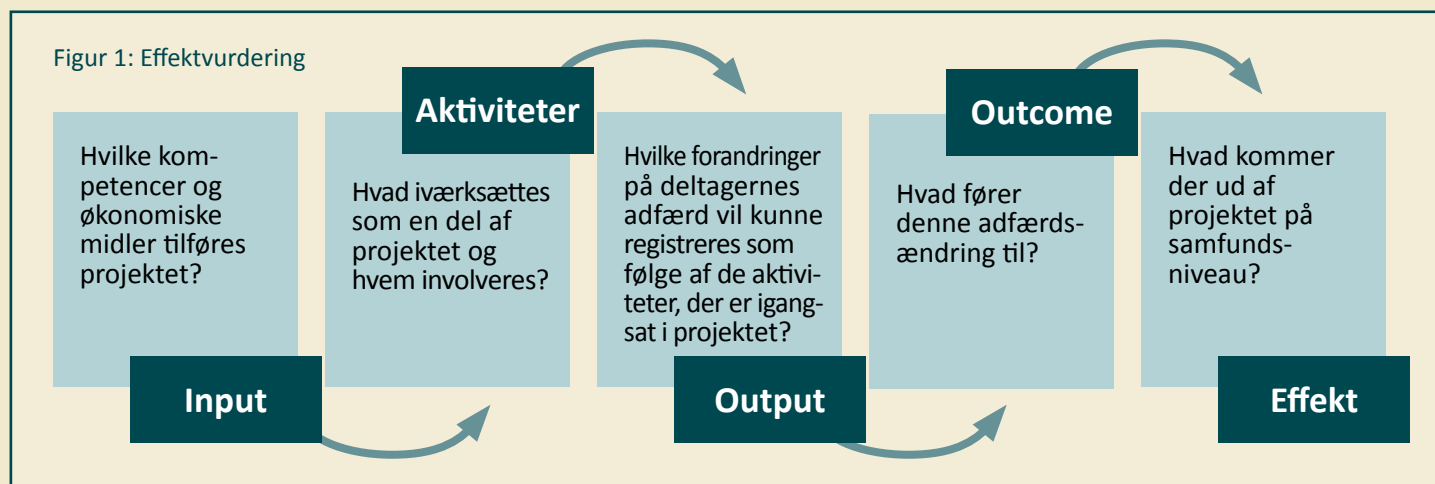 Figur 1: Effektvurdering
Hvilke kom-
petencer og
økonomiske
midler tilføres
projektet?
Input
Aktiviteter
Hvad iværksættes
som en del af
projektet og
hvem involveres?
Hvilke forandringer
på deltagernes
adfærd vil kunne
registreres som
følge af de aktivi-
teter, der er igang-
sat i projektet?
Output
Outcome
Hvad fører
denne adfærds-
ændring til?
Hvad kommer
der ud af
projektet på
samfunds-
niveau?
Effekt